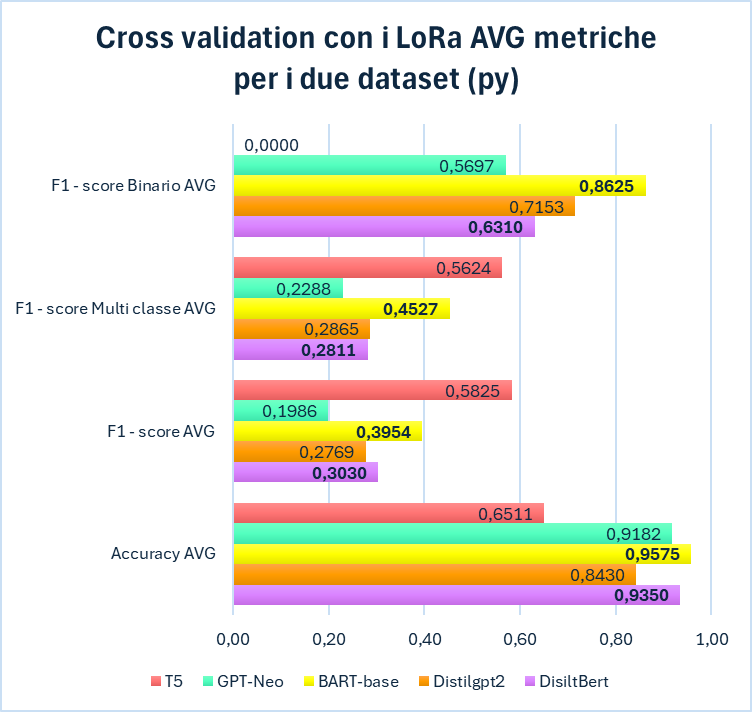 Cross validation con i LoRa AVG metriche
per i due dataset (py)
0,0000
F1 - score Binario AVG
0,5697
0,8625
0,7153
0,6310
0,5624
F1 - score Multi classe AVG
0,2288
0,4527
0,2865
0,2811
0,5825
F1 - score AVG
0,1986
0,3954
0,2769
0,3030
0,6511
Accuracy AVG
0,9182
0,9575
0,8430
0,9350
0,00 0,20 0,40 0,60 0,80 1,00
T5 GPT-Neo BART-base Distilgpt2 DisiltBert